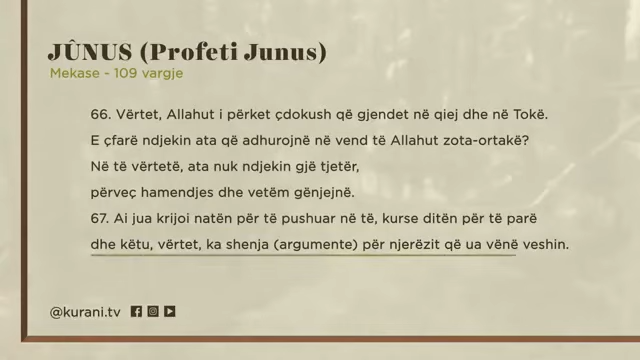 JÛNUS (Profeti Junus)
Mekase - 109 vargje
66. Vërtet, Allahut i përket çdokush që gjendet në qiej dhe në Tokë.
E çfarë ndjekin ata që adhurojnë në vend të Allahut zota-ortakë?
Në të vërtetë, ata nuk ndjekin gjë tjetër,
përveç hamendjes dhe vetëm gënjejnë.
67. Ai jua krijoi natën për të pushuar në të, kurse ditën për të parë
dhe këtu, vërtet, ka shenja (argumente) për njerëzit që ua vënë veshin.
@kurani.tv